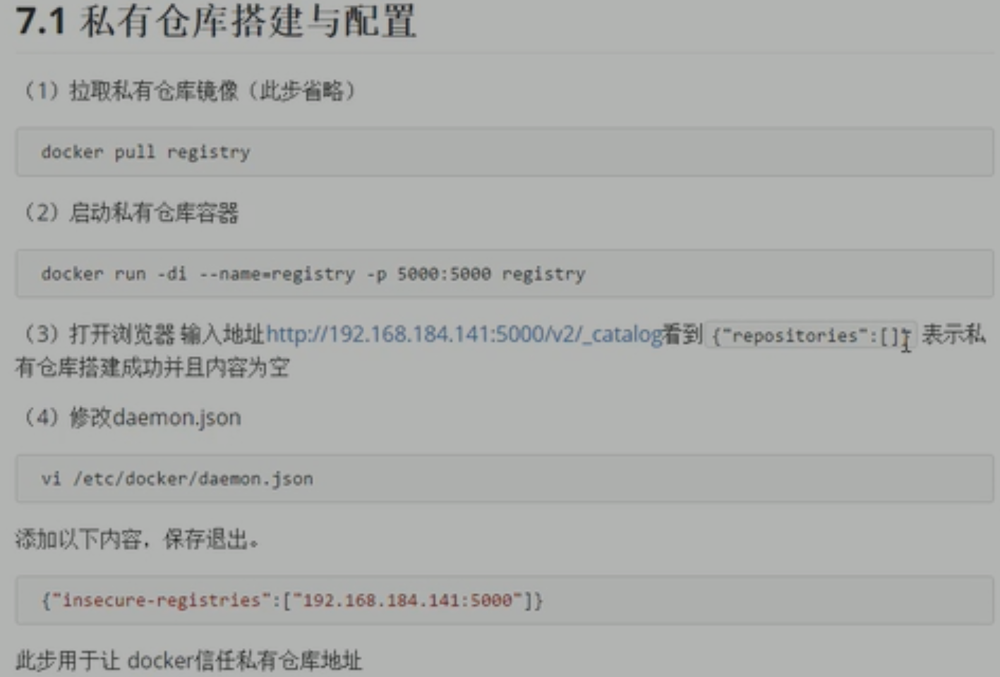 7.1 私有仓库搭建与配置
（1）拉取私有仓库镜像（此步省略）
docker pull registry
（2）启动私有仓库容器
docker run -di --name=registry -p 5000:5000 registry
（3）打开浏览器 输入地址http://192.168.184.141:5000/v2/_catalog看到 {"repositories":[]} 表示私
有仓库搭建成功并且内容为空
（4）修改daemon.json
vi /etc/docker/daemon.json
添加以下内容，保存退出。
{"insecure-registries":["192.168.184.141:5000"]}
此步用于让 docker信任私有仓库地址